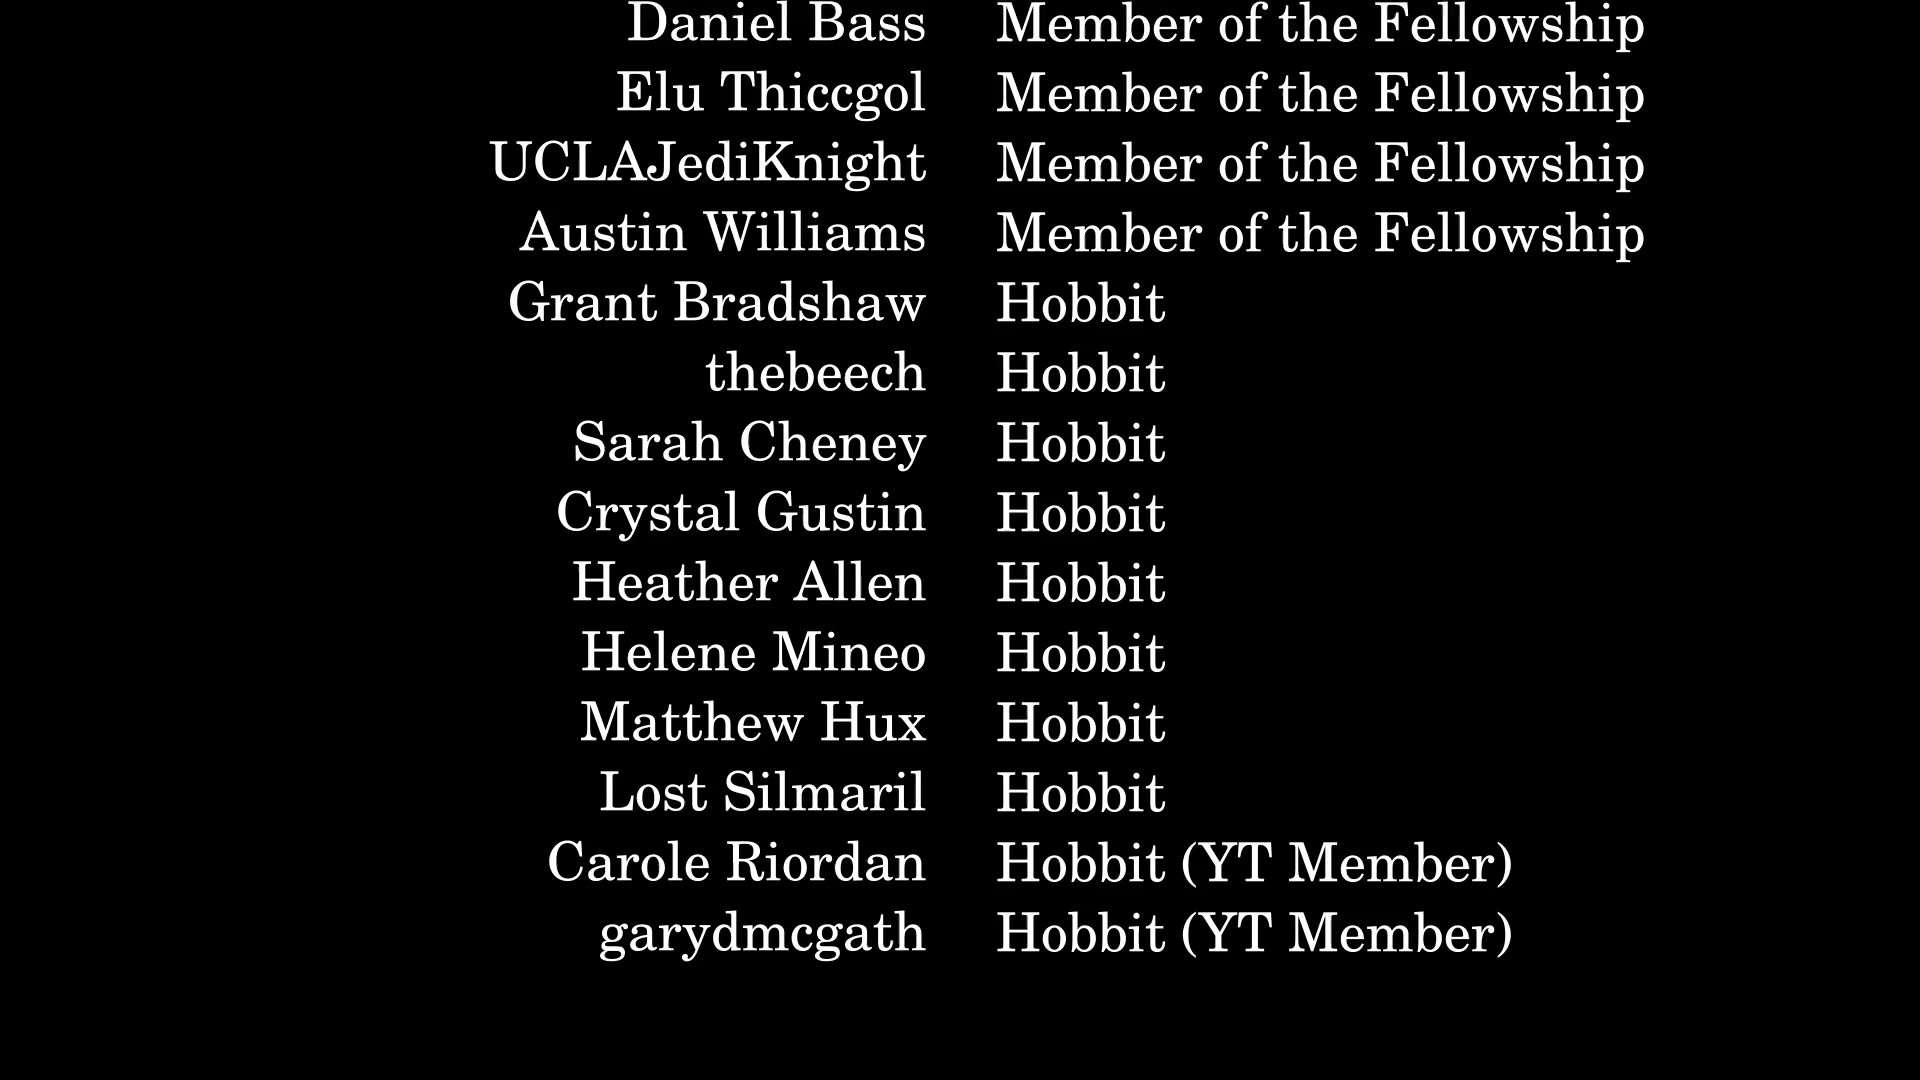 Daniel Bass Member of the Fellowship
Elu Thiccgol Member of the Fellowship
UCLAJediKnight Member of the Fellowship
Austin Williams Member of the Fellowship
Grant Bradshaw Hobbit
thebeech Hobbit
Sarah Cheney Hobbit
Crystal Gustin Hobbit
Heather Allen Hobbit
Helene Mineo Hobbit
Matthew Hux Hobbit
Lost Silmaril Hobbit
Carole Riordan Hobbit (YT Member)
garydmcgath Hobbit (YT Member)